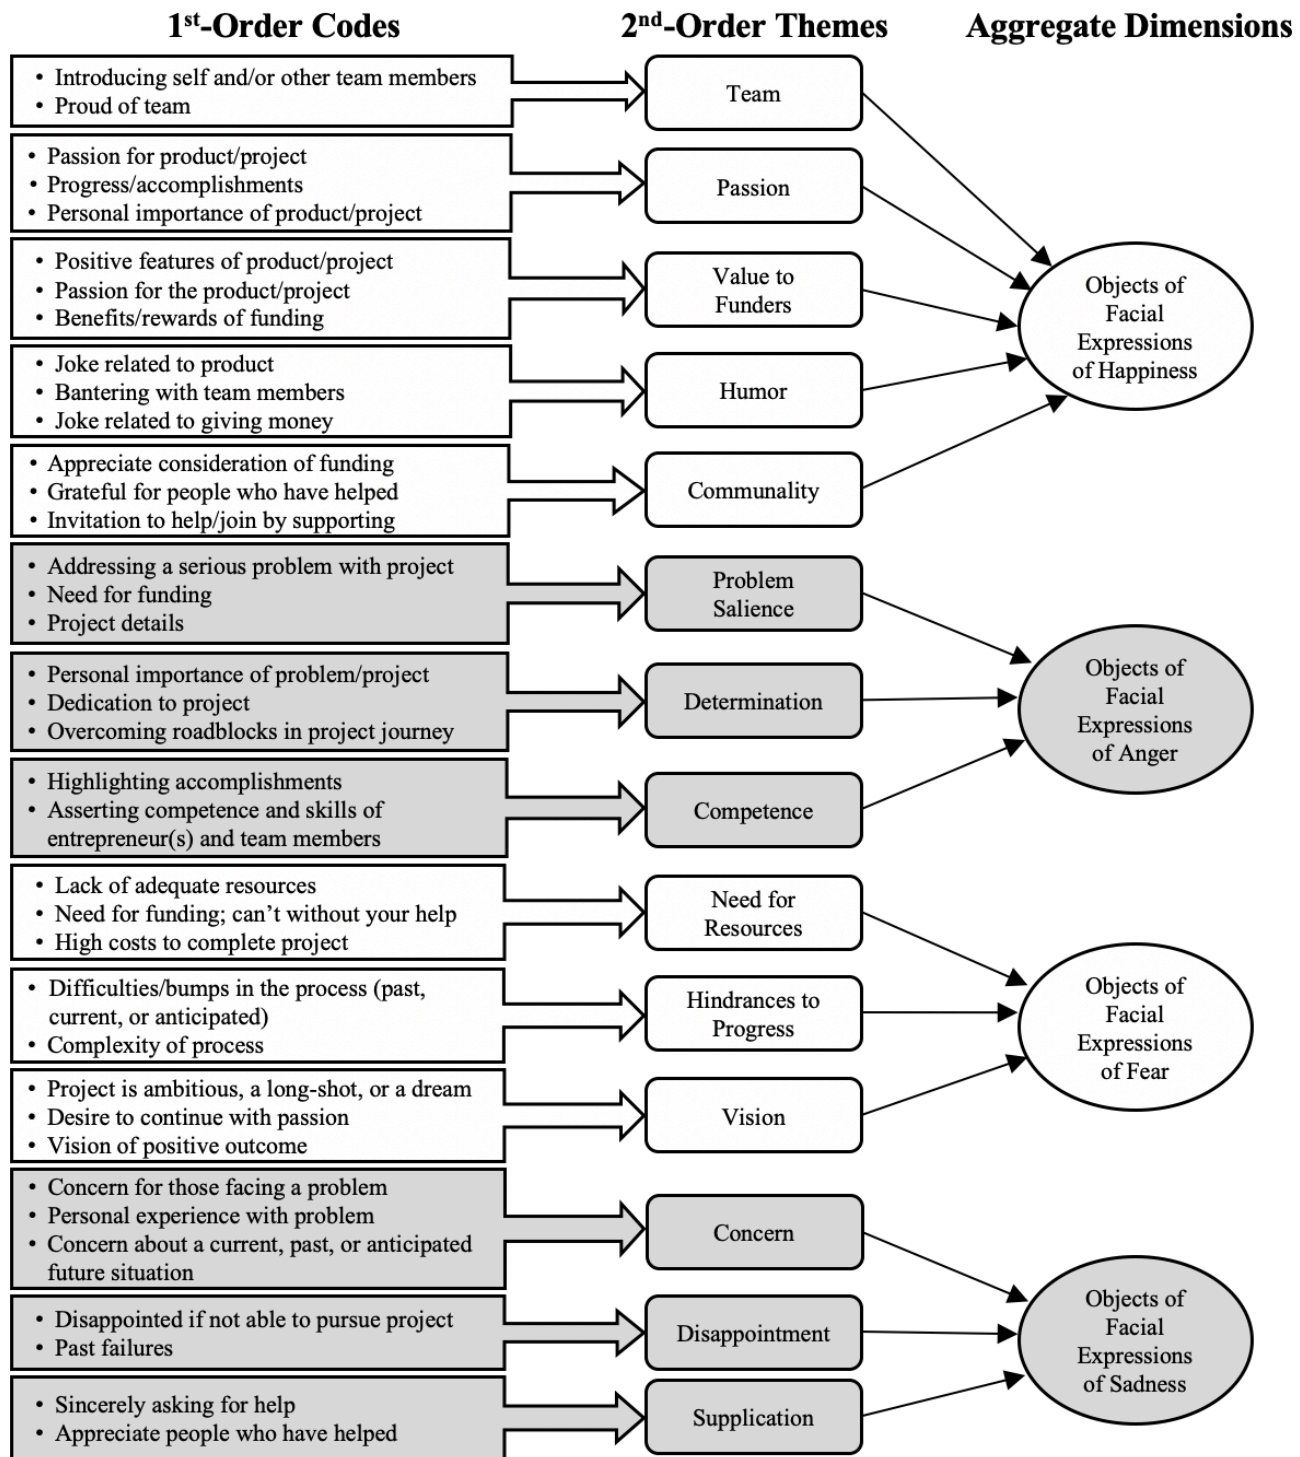 1st-Order Codes
2nd-Order Themes
Aggregate Dimensions
• Introducing self and/or other team members
• Proud of team
Team
• Passion for product/project
• Progress/accomplishments
• Personal importance of product/project
Passion
• Positive features of product/project
• Passion for the product/project
• Benefits/rewards of funding
Value to
Funders
• Joke related to product
• Bantering with team members
• Joke related to giving money
Humor
• Appreciate consideration of funding
• Grateful for people who have helped
• Invitation to help/join by supporting
Communality
Objects of
Facial
Expressions
of Happiness
• Addressing a serious problem with project
• Need for funding
• Project details
Problem
Salience
• Personal importance of problem/project
• Dedication to project
• Overcoming roadblocks in project journey
Determination
• Highlighting accomplishments
• Asserting competence and skills of
entrepreneur(s) and team members
Competence
Objects of
Facial
Expressions
of Anger
• Lack of adequate resources
• Need for funding; can’t without your help
• High costs to complete project
Need for
Resources
• Difficulties/bumps in the process (past,
current, or anticipated)
• Complexity of process
Hindrances to
Progress
• Project is ambitious, a long-shot, or a dream
• Desire to continue with passion
• Vision of positive outcome
Vision
Objects of
Facial
Expressions
of Fear
• Concern for those facing a problem
• Personal experience with problem
• Concern about a current, past, or anticipated
future situation
Concern
• Disappointed if not able to pursue project
• Past failures
Disappointment
• Sincerely asking for help
• Appreciate people who have helped
Supplication
Objects of
Facial
Expressions
of Sadness